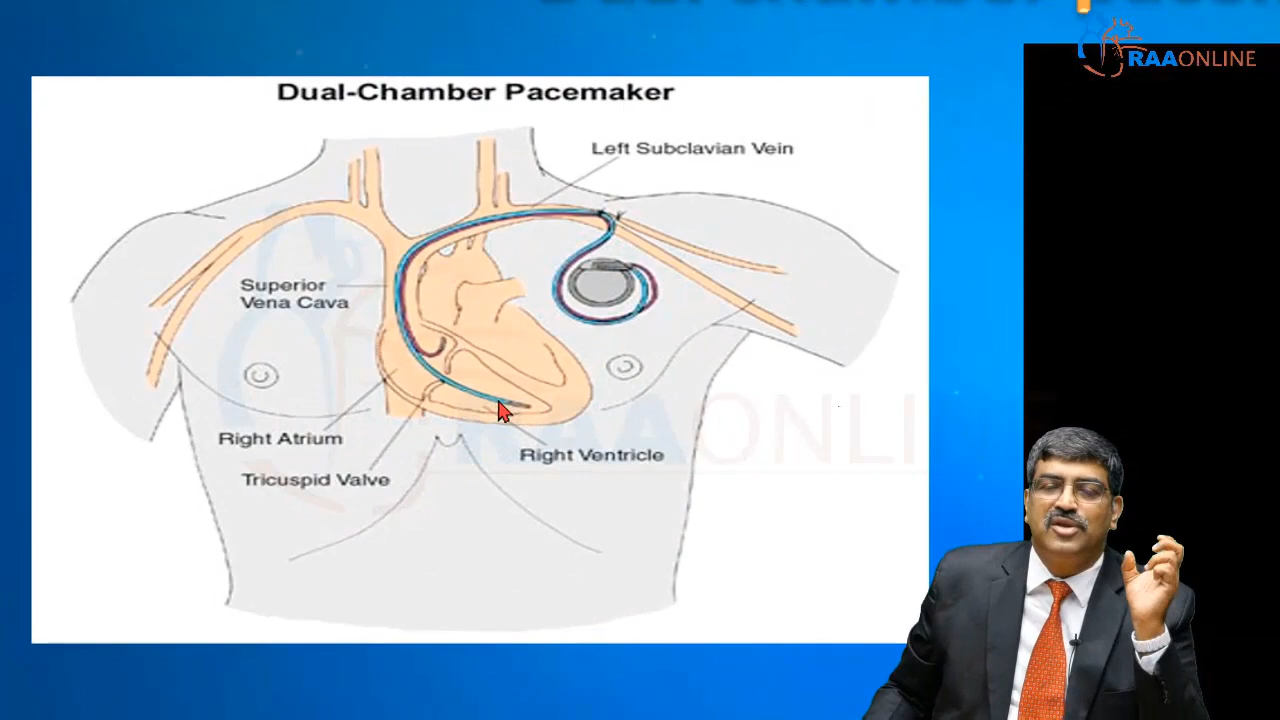 RAAONLINE
Dual-Chamber Pacemaker
Left Subclavian Vein
Superior
Vena Cava
Right Atrium
Right Ventricle
Tricuspid Valve